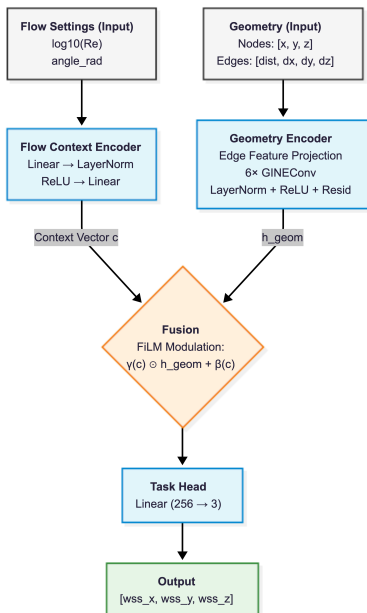 Flow Settings (Input)
log10(Re)
angle_rad
Geometry (Input)
Nodes: [x, y, z]
Edges: [dist, dx, dy, dz]
Flow Context Encoder
Linear → LayerNorm
ReLU → Linear
Geometry Encoder
Edge Feature Projection
6× GINEConv
LayerNorm + ReLU + Resid
Context Vector c
h_geom
Fusion
FiLM Modulation:
γ(c) ⊙ h_geom + β(c)
Task Head
Linear (256 → 3)
Output
[wss_x, wss_y, wss_z]